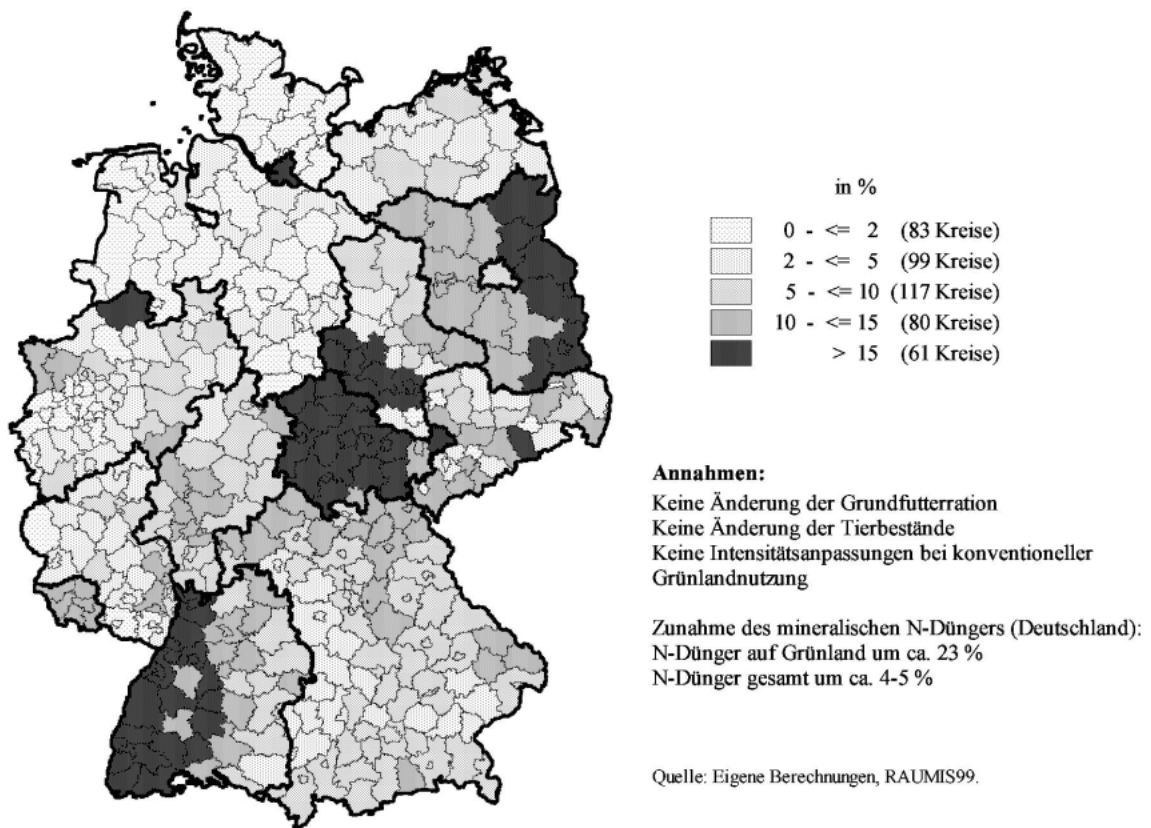 in %
0 - <= 2 (83 Kreise)
2 - <= 5 (99 Kreise)
5 - <= 10 (117 Kreise)
10 - <= 15 (80 Kreise)
> 15 (61 Kreise)
Annahmen:
Keine Änderung der Grundfutterration
Keine Änderung der Tierbestände
Keine Intensitätsanpassungen bei konventioneller
Grünlandnutzung
Zunahme des mineralischen N-Düngers (Deutschland):
N-Dünger auf Grünland um ca. 23 %
N-Dünger gesamt um ca. 4-5 %
Quelle: Eigene Berechnungen, RAUMIS99.